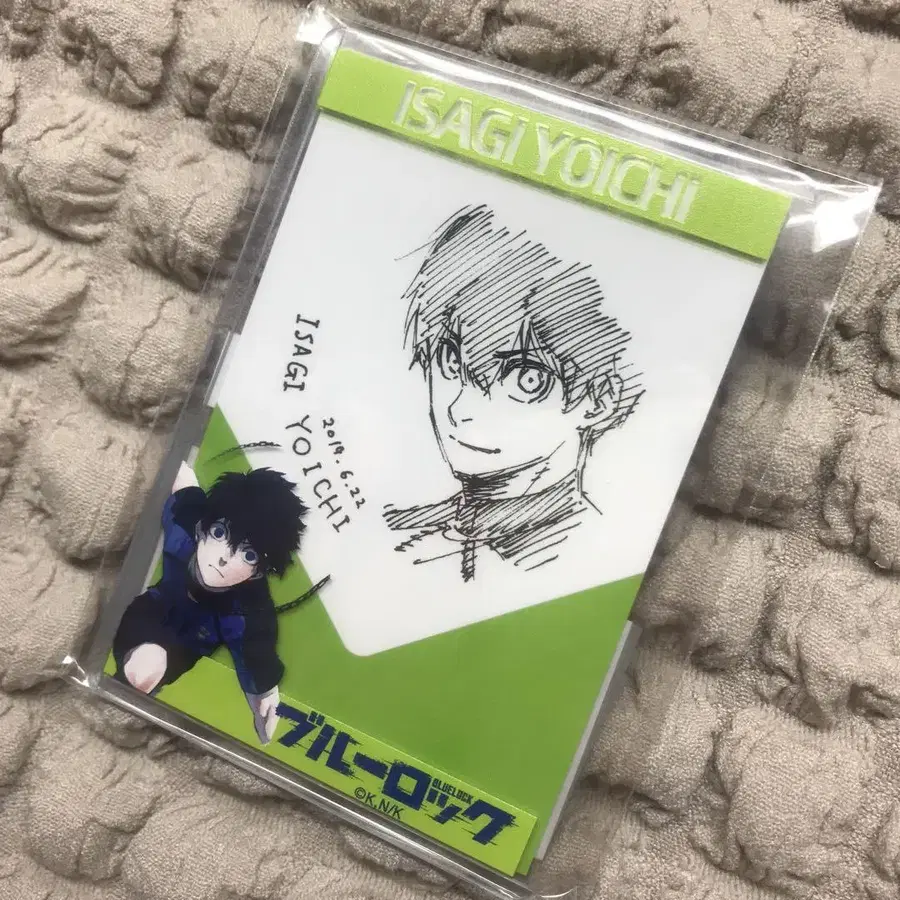 ISAGI YOICHI
ISAGI YOICHI
2019.6.22
ブルーロック
BLUELOCK
©K,N/K